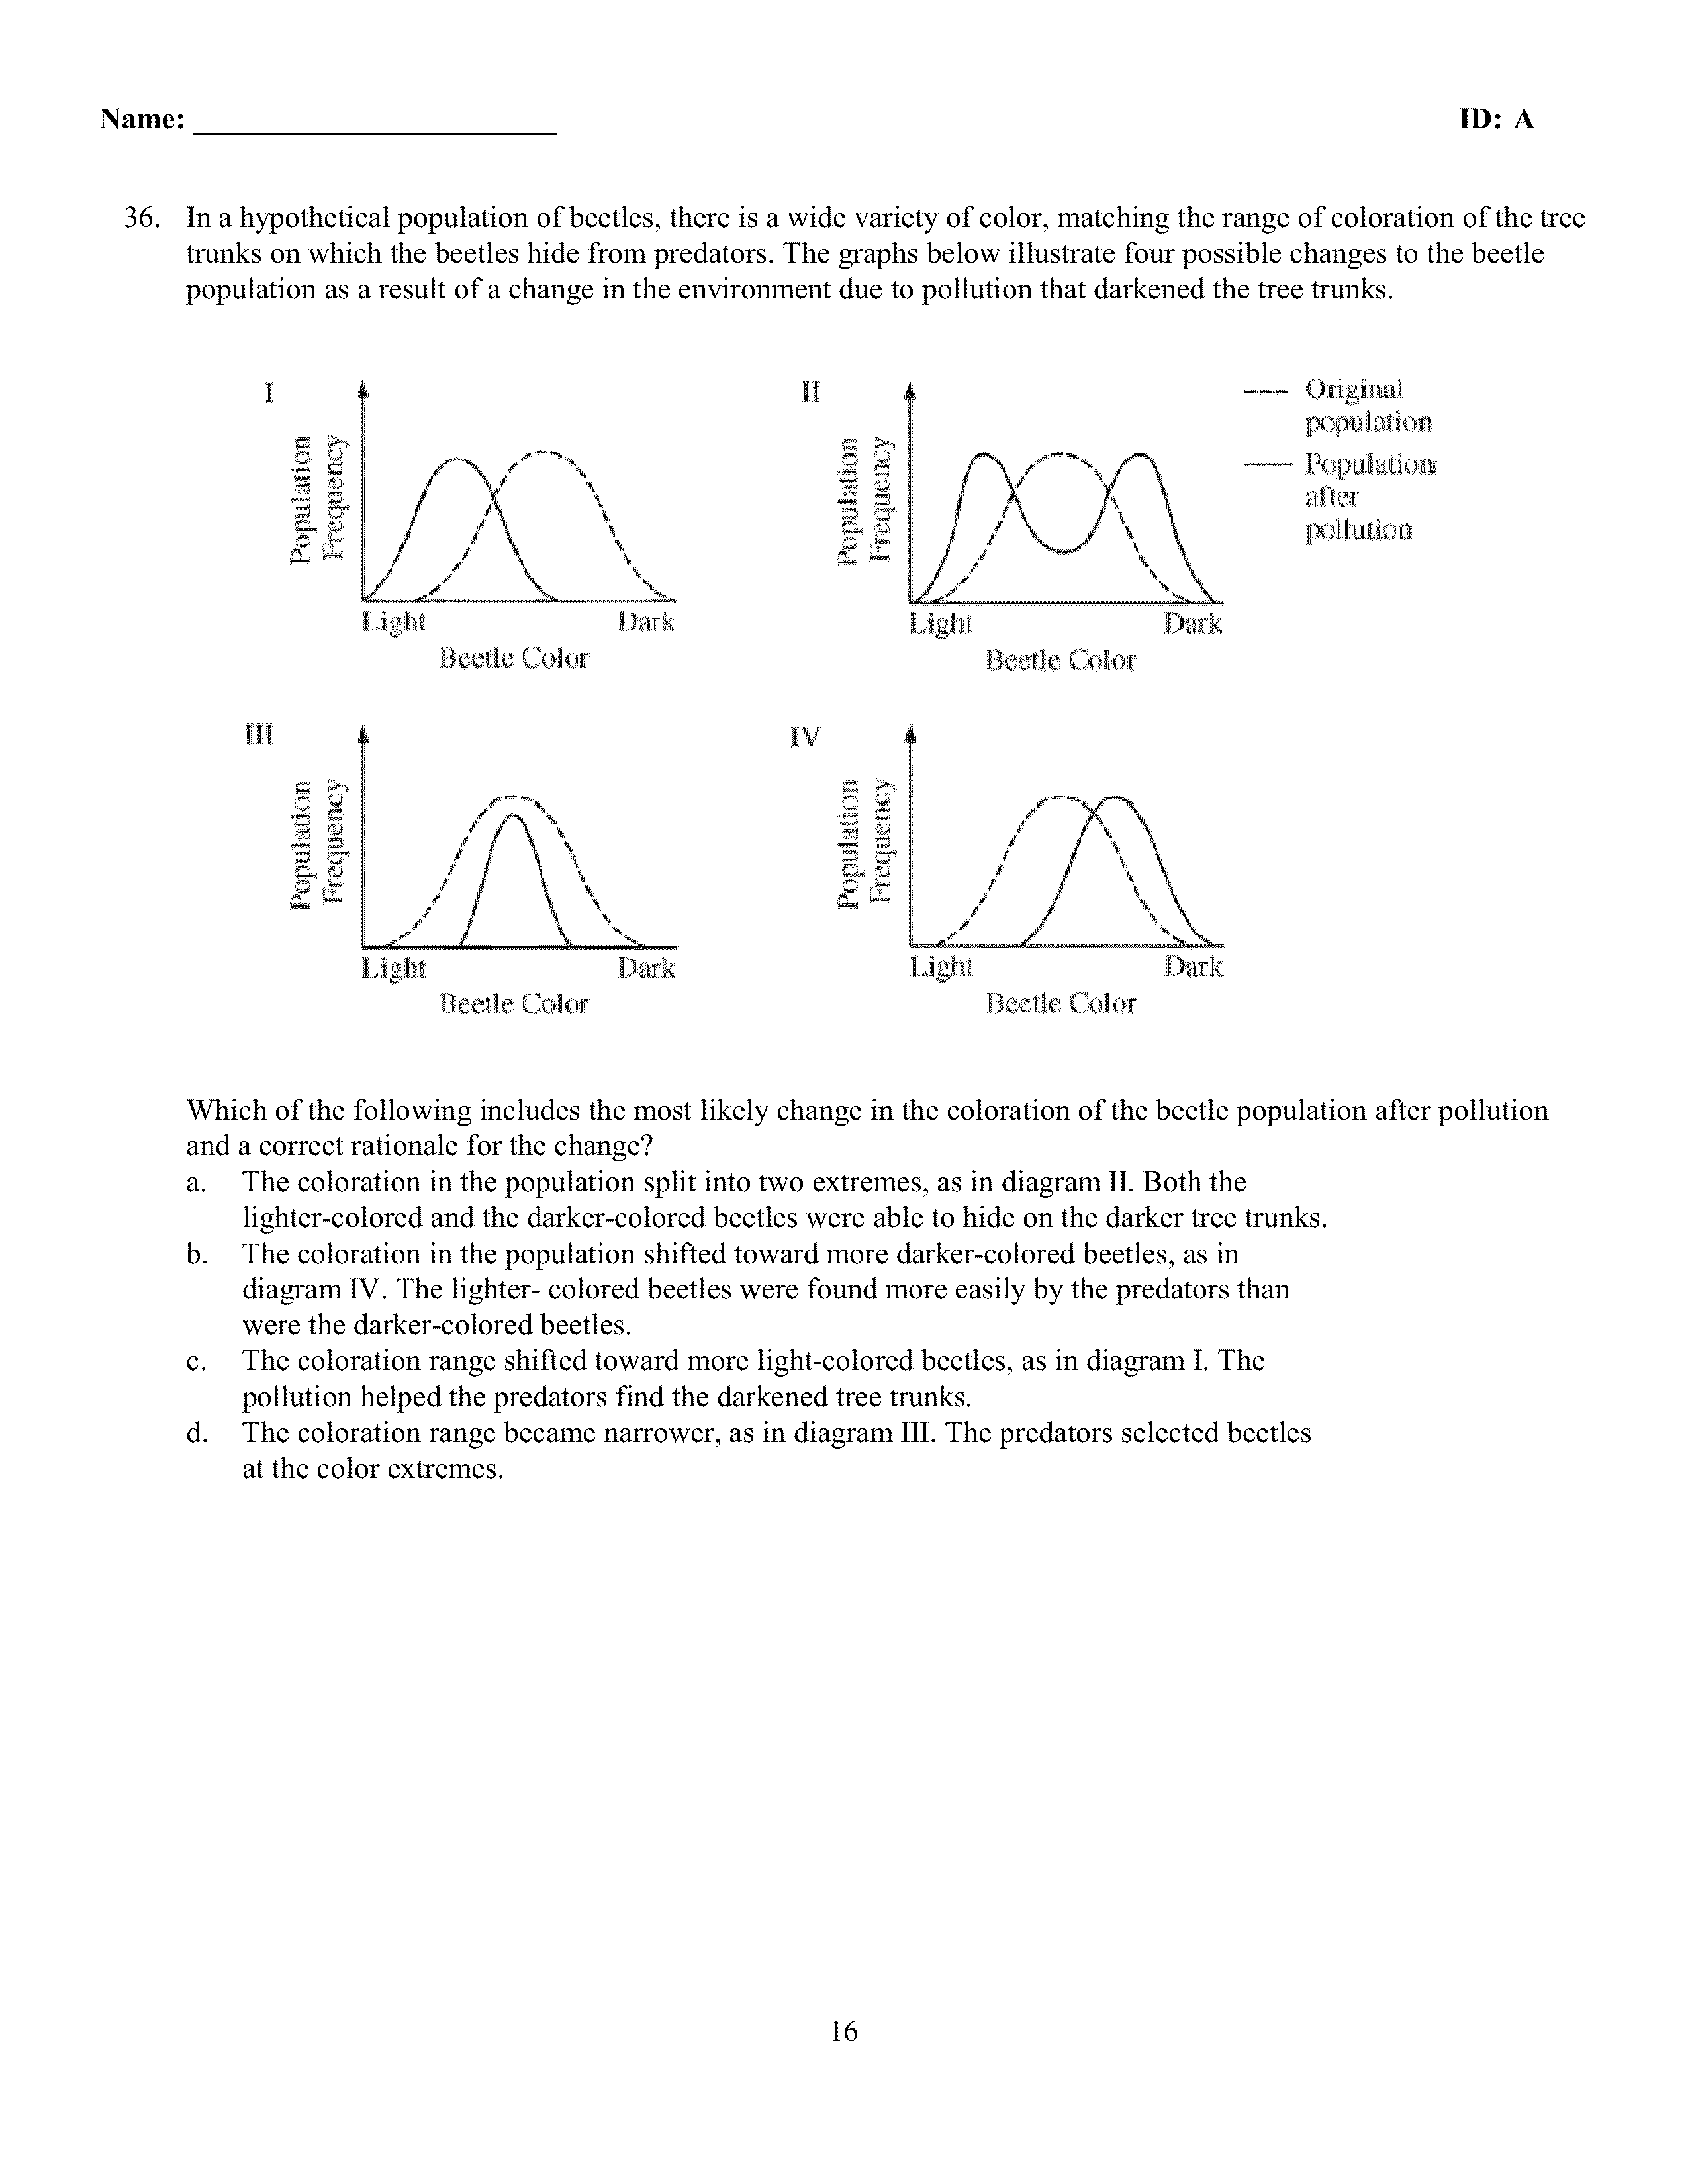 Name: ____________________
ID: A
36. In a hypothetical population of beetles, there is a wide variety of color, matching the range of coloration of the tree
trunks on which the beetles hide from predators. The graphs below illustrate four possible changes to the beetle
population as a result of a change in the environment due to pollution that darkened the tree trunks.
I
Population
Frequency
Light
Dark
Beetle Color
II
Population
Frequency
Light
Dark
Beetle Color
Original
population
Population
after
pollution
III
Population
Frequency
Light
Dark
Beetle Color
IV
Population
Frequency
Light
Dark
Beetle Color
Which of the following includes the most likely change in the coloration of the beetle population after pollution
and a correct rationale for the change?
a. The coloration in the population split into two extremes, as in diagram II. Both the
lighter-colored and the darker-colored beetles were able to hide on the darker tree trunks.
b. The coloration in the population shifted toward more darker-colored beetles, as in
diagram IV. The lighter- colored beetles were found more easily by the predators than
were the darker-colored beetles.
c. The coloration range shifted toward more light-colored beetles, as in diagram I. The
pollution helped the predators find the darkened tree trunks.
d. The coloration range became narrower, as in diagram III. The predators selected beetles
at the color extremes.
16